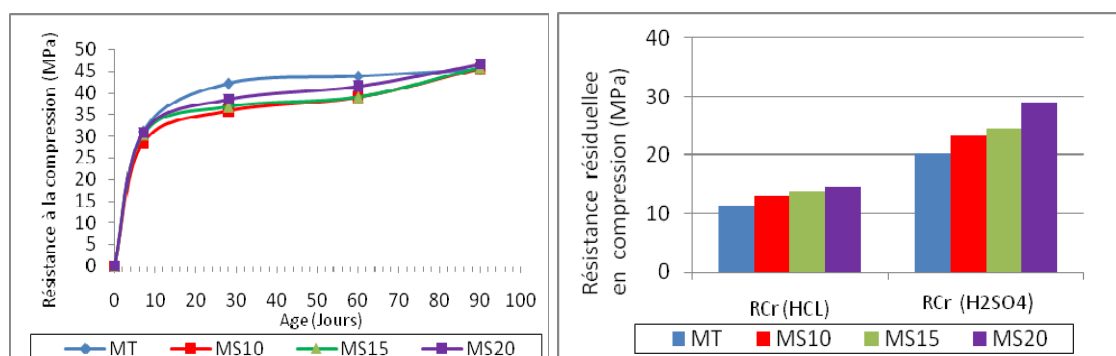 Résistance à la compression (MPa)
50
45
40
35
30
25
20
15
10
5
0
0 10 20 30 40 50 60 70 80 90 100
Age (Jours)
MT MS10 MS15 MS20
Résistance résiduellee
en compression (MPa)
40
30
20
10
0
RCr (HCL) RCr (H2SO4)
MT MS10 MS15 MS20